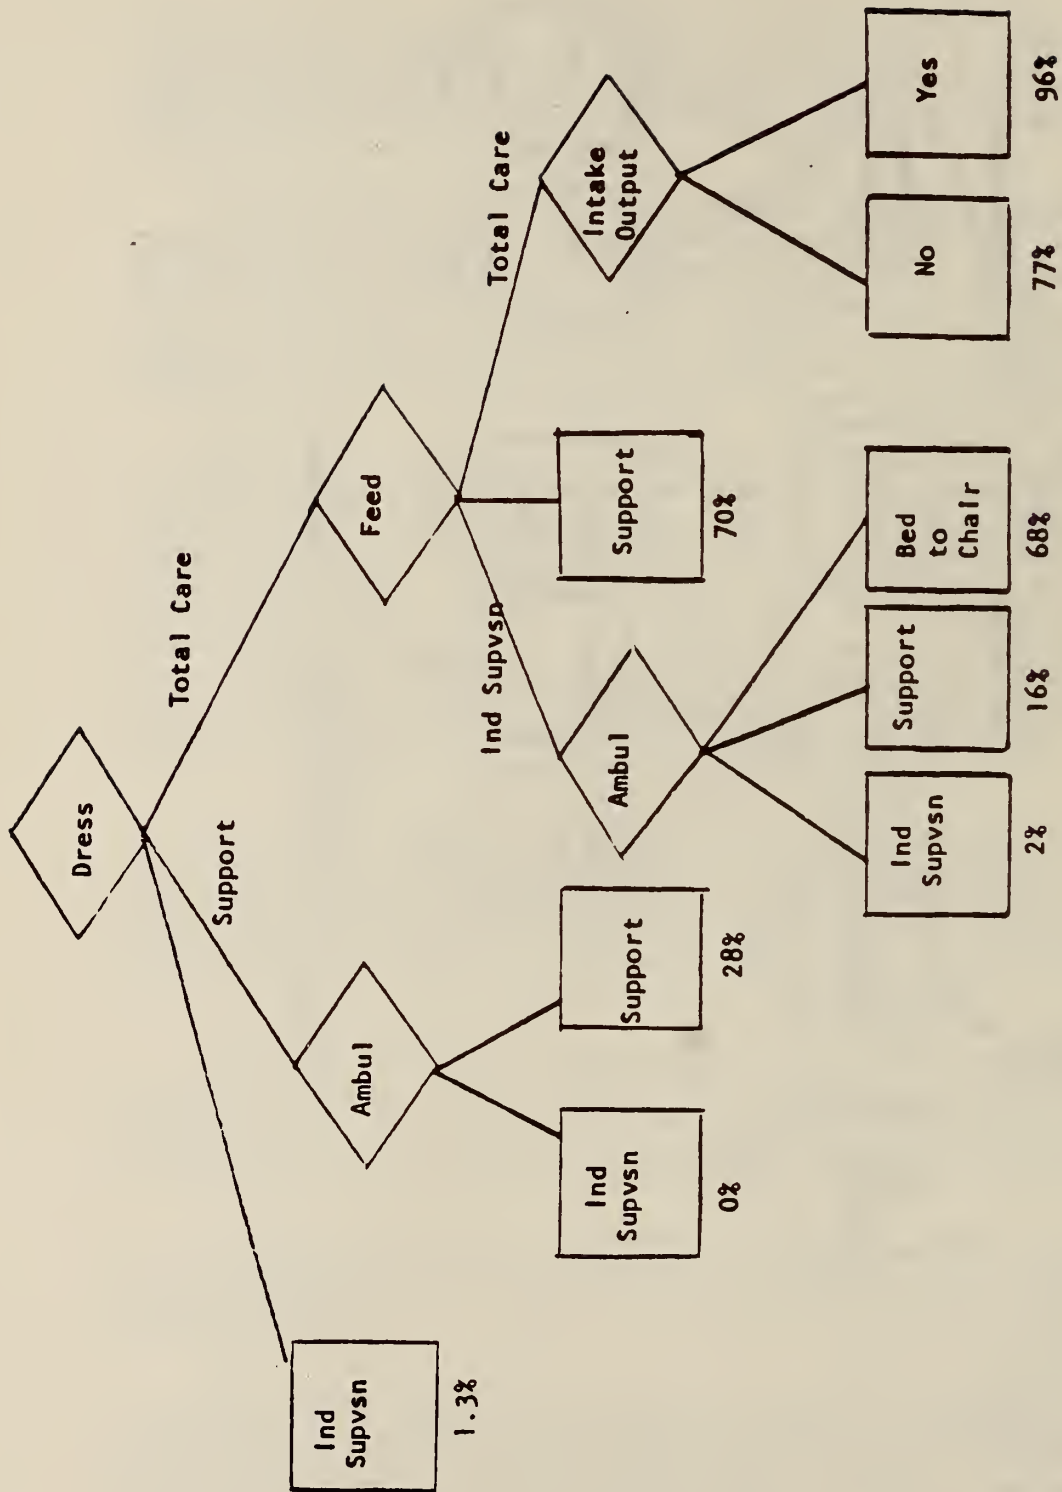 Dress
Total Care
Support
Ind
Supvsn
1.3%
Ambul
Feed
Ind
Supvsn
0%
Support
28%
Ind Supvsn
Support
70%
Total Care
Ambul
Intake
Output
Ind
Supvsn
2%
Support
16%
Bed
to
Chair
68%
No
77%
Yes
96%